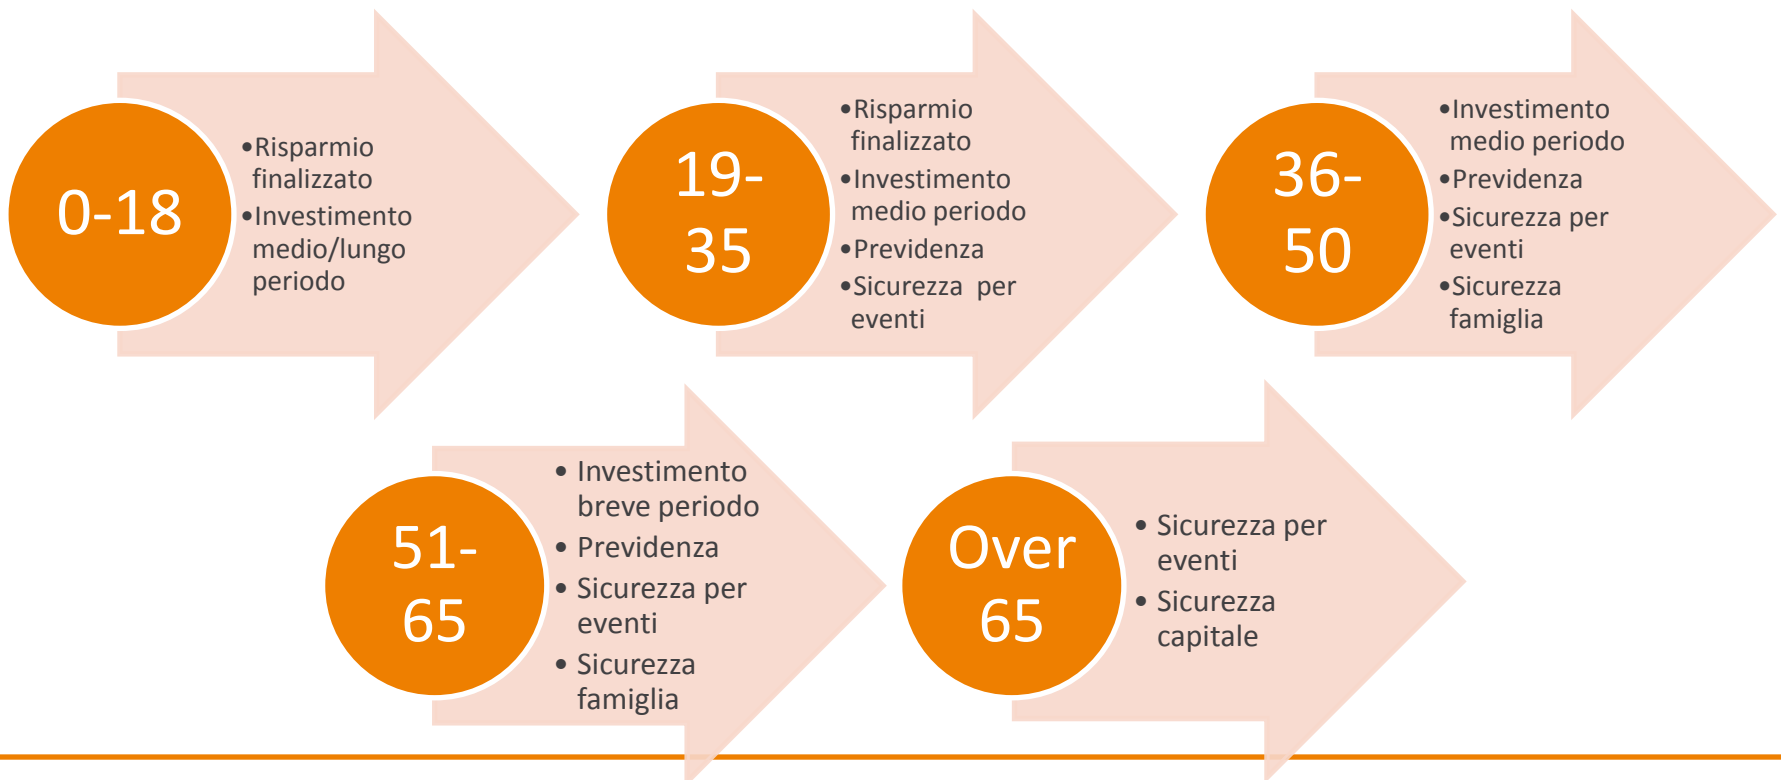 0-18
•Risparmio
finalizzato
•Investimento
medio/lungo
periodo
19-
35
•Risparmio
finalizzato
•Investimento
medio periodo
•Previdenza
•Sicurezza  per
eventi
36-
50
•Investimento
medio periodo
•Previdenza
•Sicurezza per
eventi
•Sicurezza
famiglia
51-
65
• Investimento
breve periodo
• Previdenza
• Sicurezza per
eventi
• Sicurezza
famiglia
Over
65
• Sicurezza per
eventi
• Sicurezza
capitale